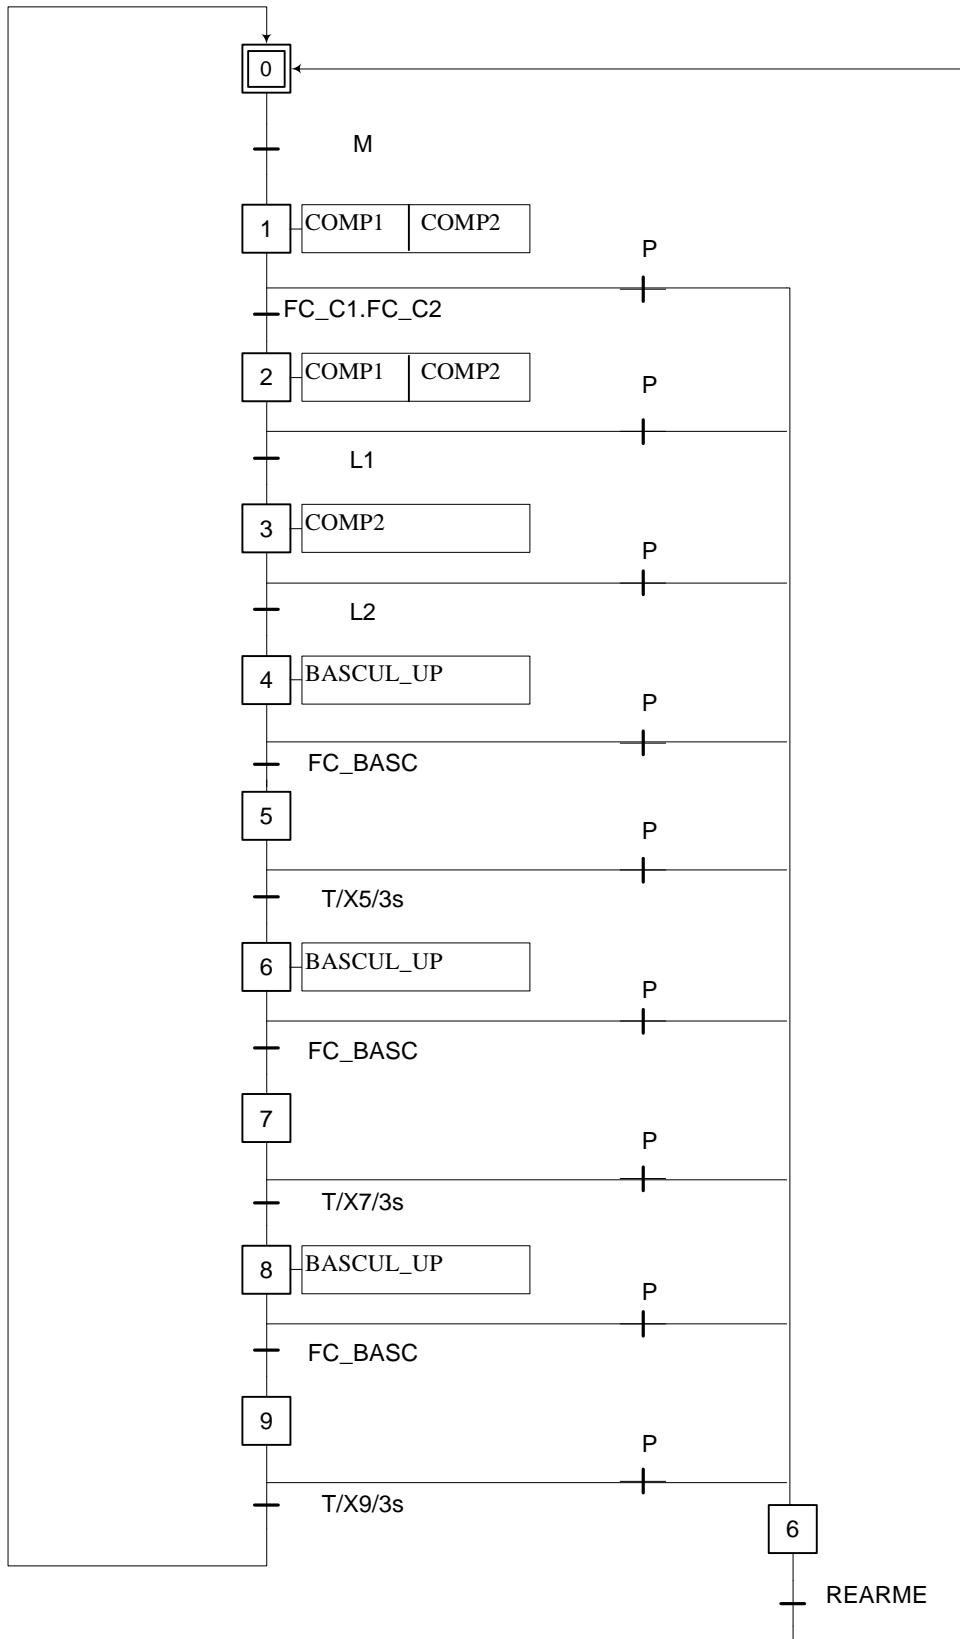 0
M
1 COMP1 COMP2
P
FC_C1.FC_C2
2 COMP1 COMP2
P
L1
3 COMP2
P
L2
4 BASCUL_UP
P
FC_BASC
5
P
T/X5/3s
6 BASCUL_UP
P
FC_BASC
7
P
T/X7/3s
8 BASCUL_UP
P
FC_BASC
9
P
T/X9/3s
6
REARME